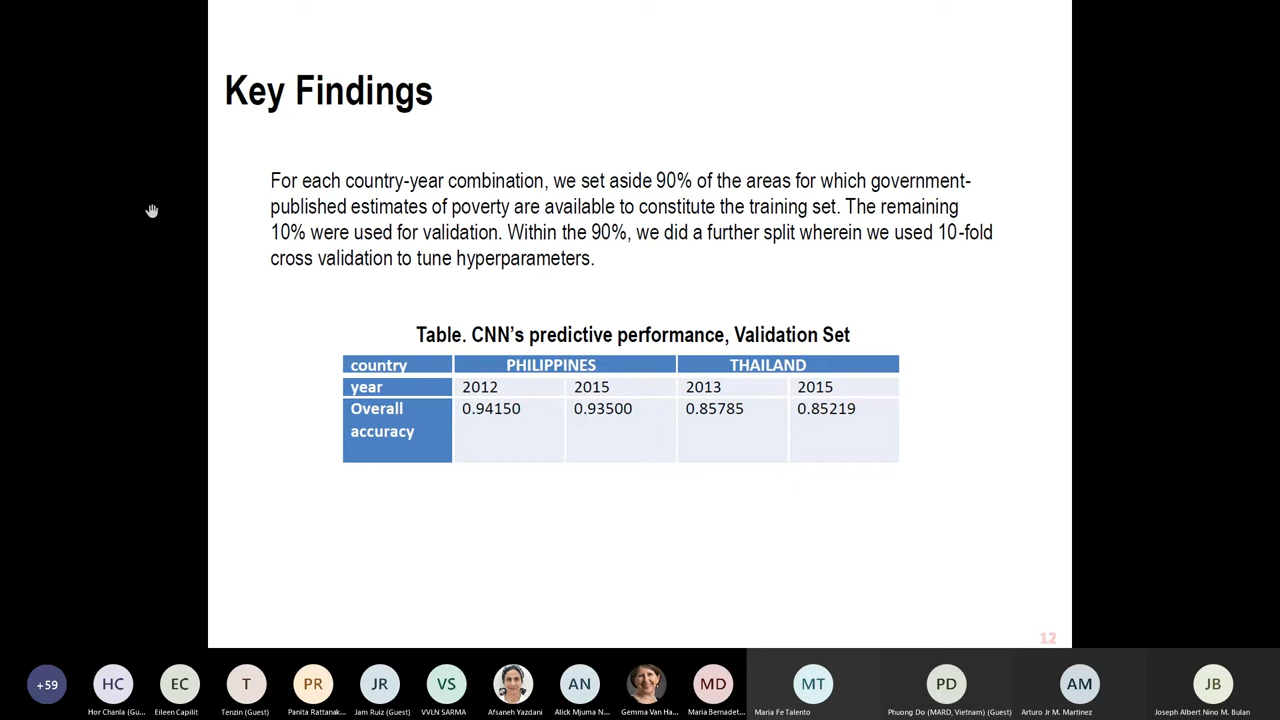 Key Findings
For each country-year combination, we set aside 90% of the areas for which government-
published estimates of poverty are available to constitute the training set. The remaining
10% were used for validation. Within the 90%, we did a further split wherein we used 10-fold
cross validation to tune hyperparameters.
Table. CNN's predictive performance, Validation Set
country PHILIPPINES THAILAND
year 2012 2015 2013 2015
Overall accuracy 0.94150 0.93500 0.85785 0.85219
12
+59 HC EC T PR JR VS AN MD MT PD AM JB
Hor Chanla (Gu... Eileen Capilit Tenzin (Guest) Panita Rattanak... Jam Ruiz (Guest) VVLN SARMA Afsaneh Yazdani Alick Mjuma N... Gemma Van Ha... Maria Bernadet... Maria Fe Talento Phuong Do (MARD, Vietnam) (Guest) Arturo Jr M. Martinez Joseph Albert Nino M. Bulan